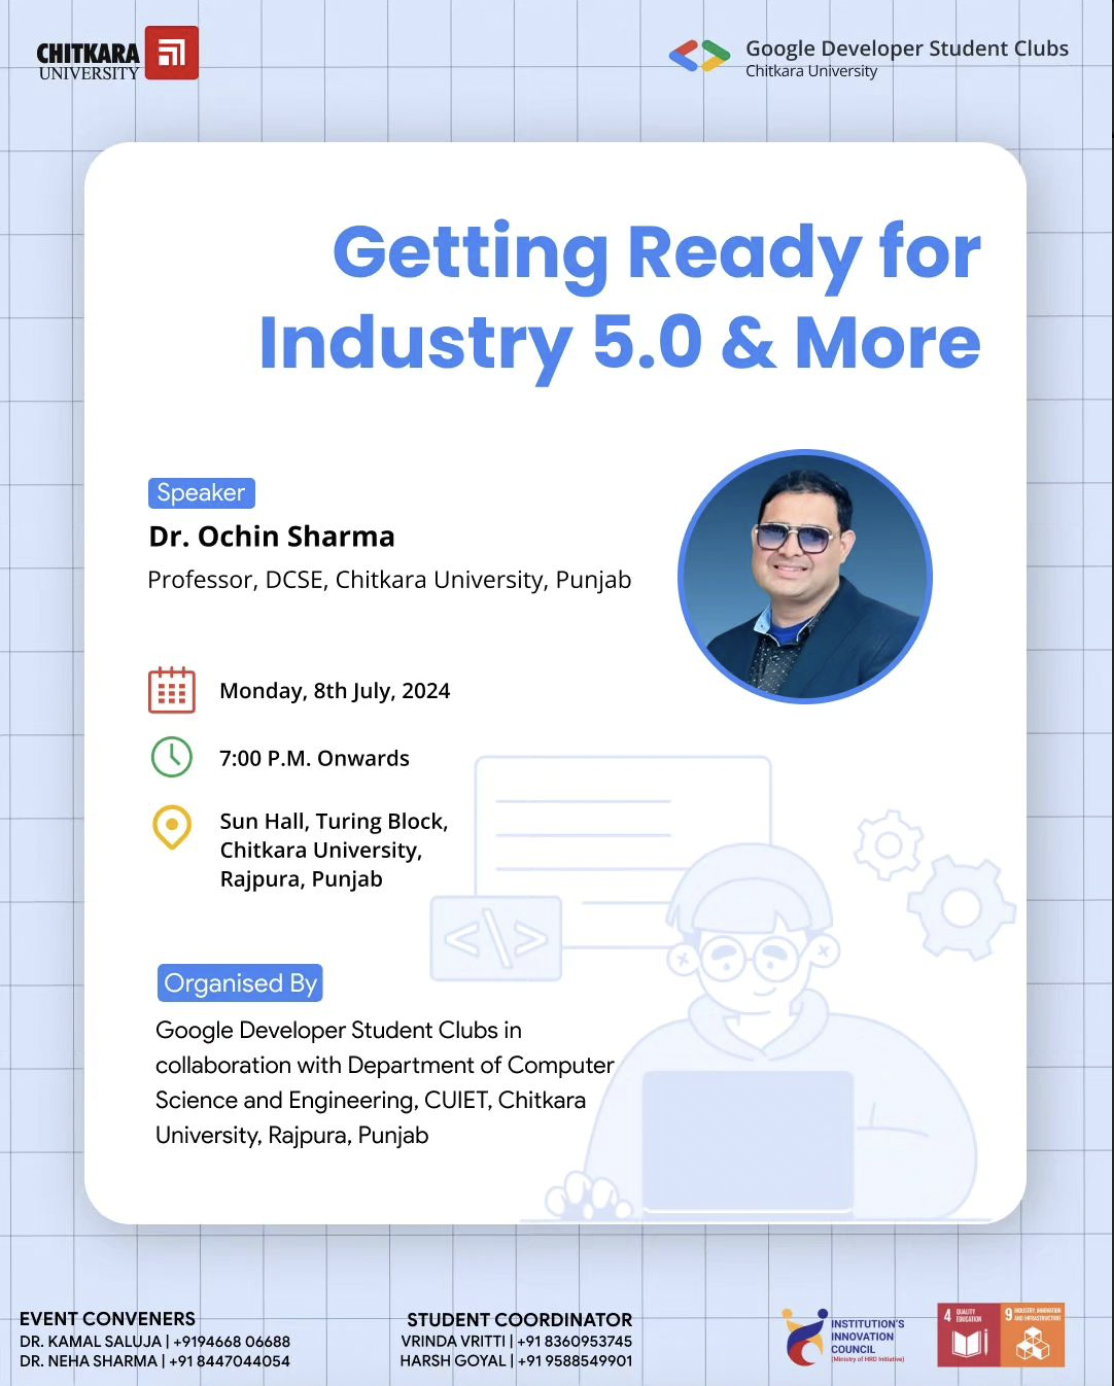 CHITKARA
UNIVERSITY
Google Developer Student Clubs
Chitkara University
Getting Ready for
Industry 5.0 & More
Speaker
Dr. Ochin Sharma
Professor, DCSE, Chitkara University, Punjab
Monday, 8th July, 2024
7:00 P.M. Onwards
Sun Hall, Turing Block,
Chitkara University,
Rajpura, Punjab
</>
Organised By
Google Developer Student Clubs in
collaboration with Department of Computer
Science and Engineering, CUIET, Chitkara
University, Rajpura, Punjab
EVENT CONVENERS
DR. KAMAL SALUJA | +9194668 06688
DR. NEHA SHARMA | +91 8447044054
STUDENT COORDINATOR
VRINDA VRITTI | +91 8360953745
HARSH GOYAL | +91 9588549901
INSTITUTION'S
INNOVATION
COUNCIL
(Ministry of HRD Initiative)
4 QUALITY
EDUCATION
9 INDUSTRY, INNOVATION
AND INFRASTRUCTURE